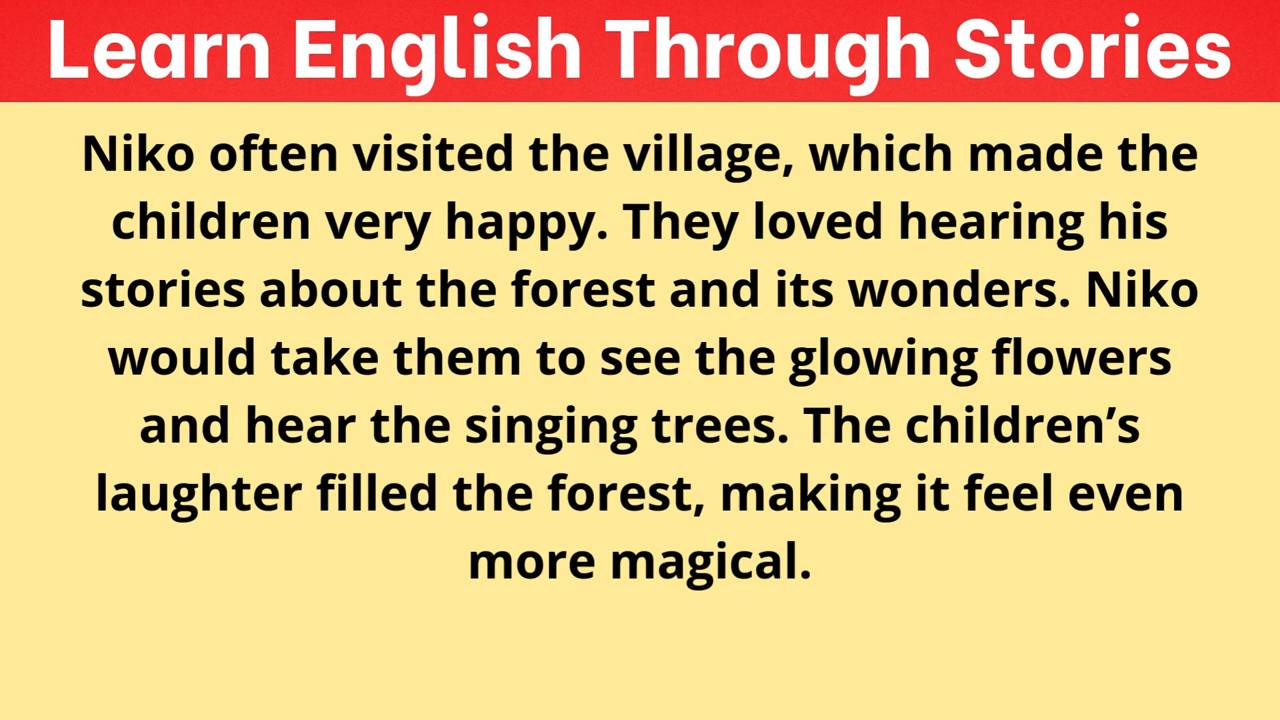 Learn English Through Stories
Niko often visited the village, which made the
children very happy. They loved hearing his
stories about the forest and its wonders. Niko
would take them to see the glowing flowers
and hear the singing trees. The children’s
laughter filled the forest, making it feel even
more magical.